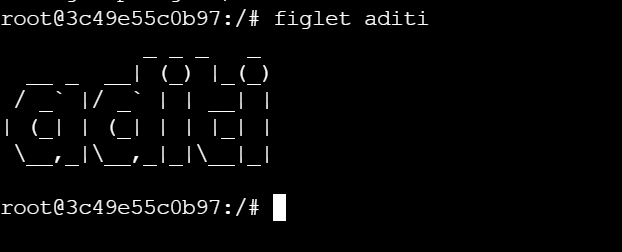 root@3c49e55c0b97:/# figlet aditi
           _ _ _   _
  __ _  __| (_) |_(_)
 / _` |/ _` | | __| |
| (_| | (_| | | |_| |
 \__,_|\__,_|_|\__|_|
root@3c49e55c0b97:/#